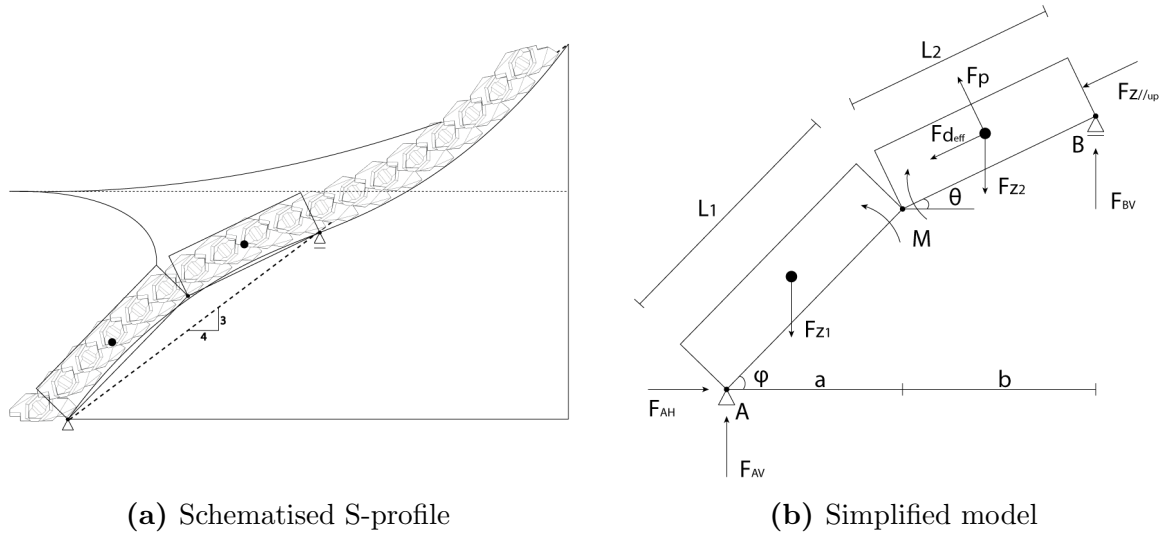 3
4
L2
Fp
Fz//up
Fdeff
B
Fz2
FBV
θ
L1
M
Fz1
φ
a
b
FAH
A
FAV
(a) Schematised S-profile
(b) Simplified model